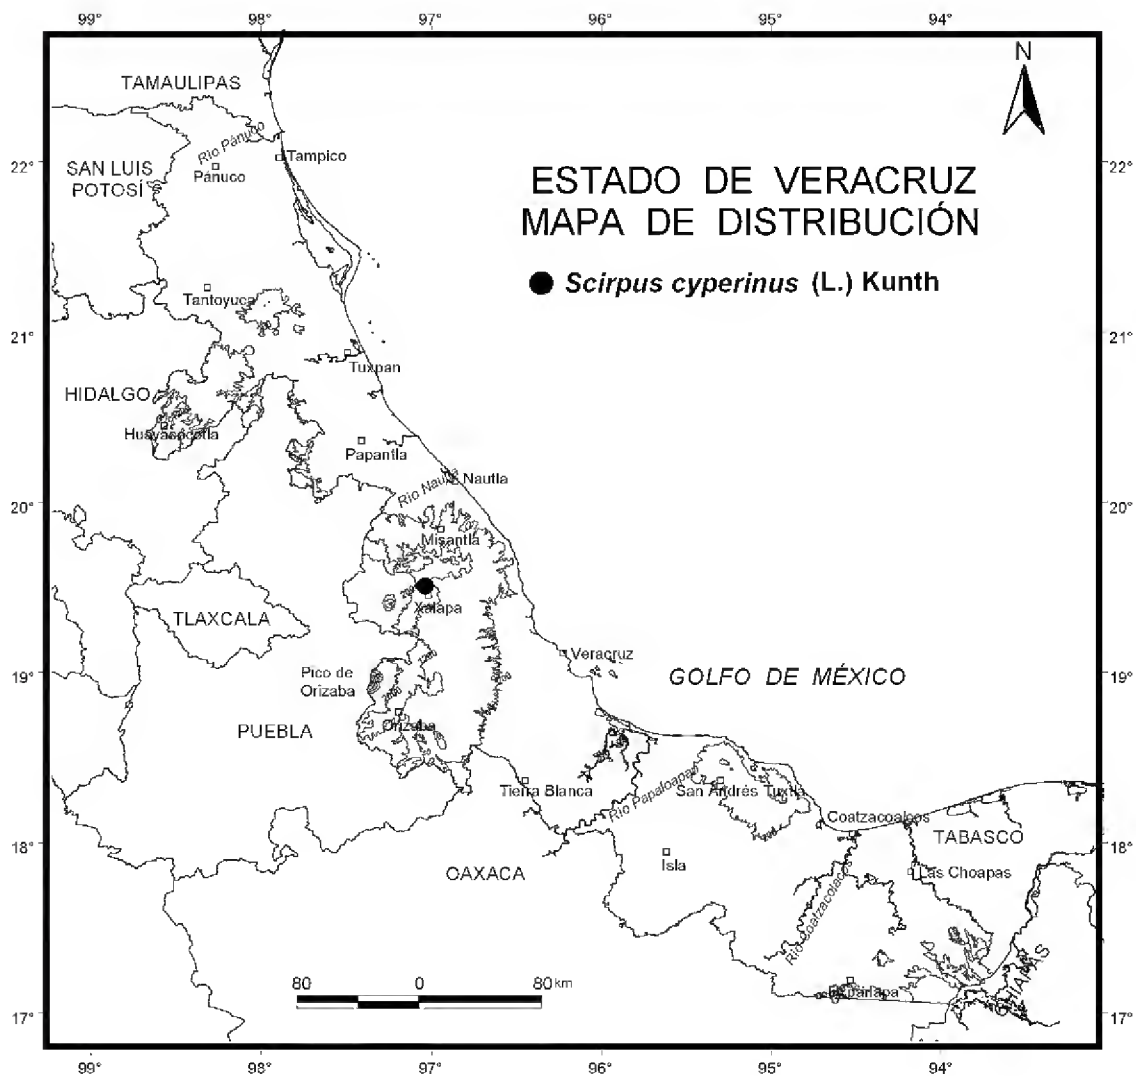 99° 98° 97° 96° 95° 94°
N
TAMAULIPAS
Río Pánuco
22° Tampico 22°
SAN LUIS
POTOSÍ
Pánuco
ESTADO DE VERACRUZ
MAPA DE DISTRIBUCIÓN
Scirpus cyperinus (L.) Kunth
Tantoyuca
21° 21°
Tuxpan
HIDALGO
Huayacocotla
Papantla
Nautla
Río Nautla
20° 20°
Misantla
Xalapa
TLAXCALA
Veracruz
Pico de
Orizaba
19° 19°
GOLFO DE MÉXICO
Orizaba
PUEBLA
Tierra Blanca
Río Papaloapan
San Andrés Tuxtla
Coatzacoalcos
TABASCO
18° 18°
OAXACA
Isla
Las Choapas
Río Coatzacoalcos
CHIAPAS
80 0 80 km
17° 17°
99° 98° 97° 96° 95° 94°